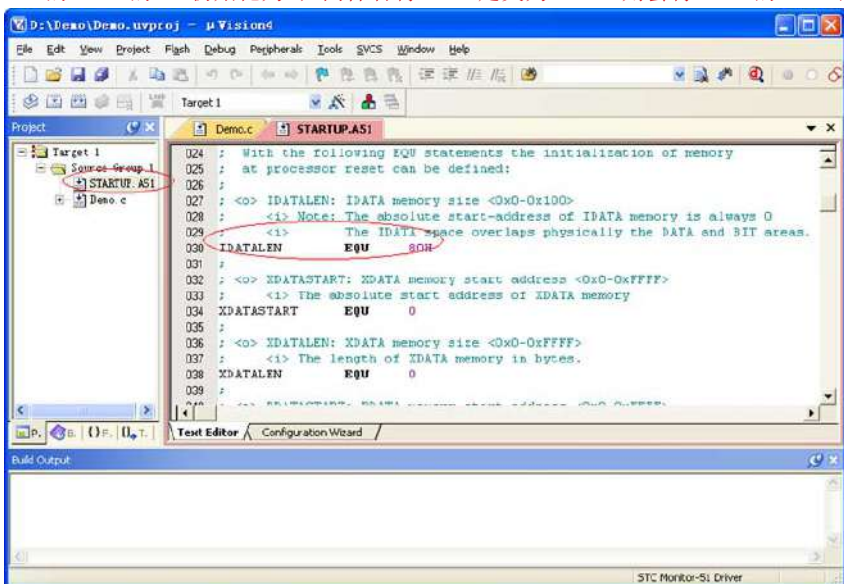 D:\Demo\Demo.uvproj - µVision4
File Edit View Project Flash Debug Peripherals Tools SVCS Window Help
Target 1
Project
Demo.c STARTUP.A51
Target 1
Source Group 1
STARTUP.A51
Demo.c
024 ; With the following EQU statements the initialization of memory
025 ; at processor reset can be defined:
026 ;
027 ; <o> IDATALEN: IDATA memory size <0x0-0x100>
028 ; <i> Note: The absolute start-address of IDATA memory is always 0
029 ; <i> The IDATA space overlaps physically the DATA and BIT areas.
030 IDATALEN EQU 80H
031 ;
032 ; <o> XDATASTART: XDATA memory start address <0x0-0xFFFF>
033 ; <i> The absolute start address of XDATA memory
034 XDATASTART EQU 0
035 ;
036 ; <o> XDATALEN: XDATA memory size <0x0-0xFFFF>
037 ; <i> The length of XDATA memory in bytes.
038 XDATALEN EQU 0
039 ;
P. B. {} F. 0 T.
Text Editor Configuration Wizard
Build Output
STC Monitor-51 Driver